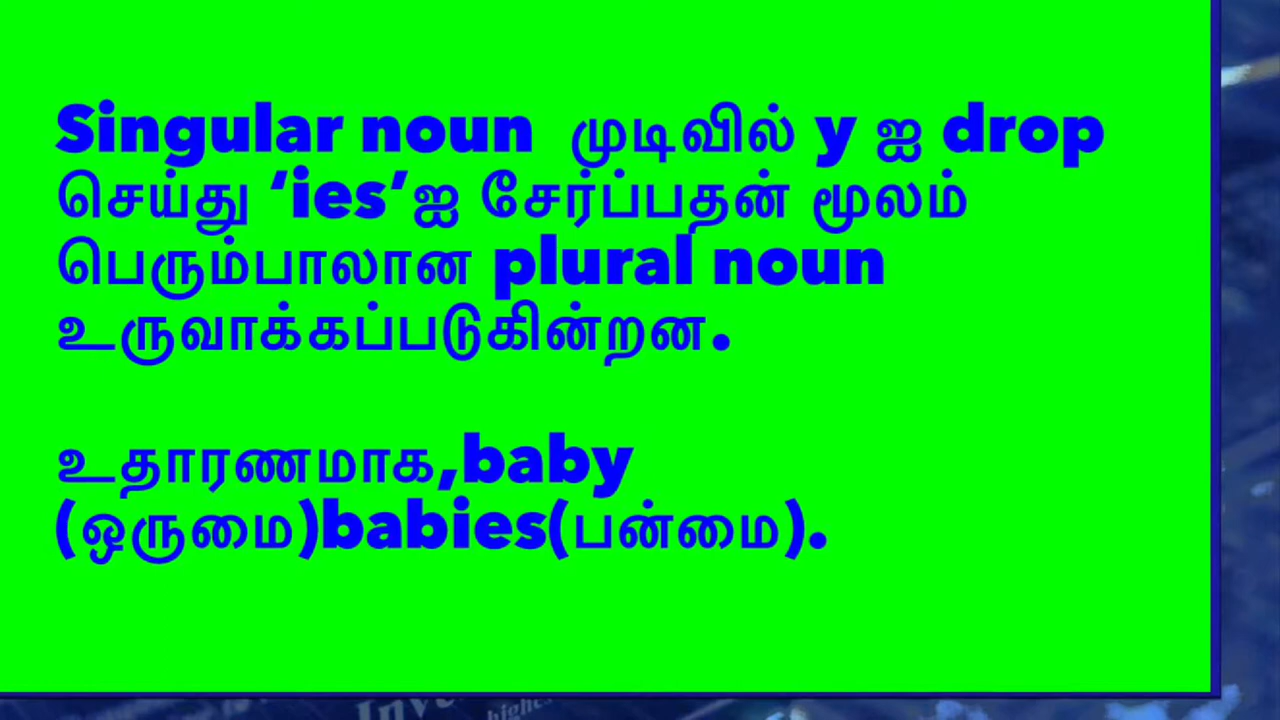 Singular noun முடிவில் y ஐ drop
செய்து ‘ies’ஐ சேர்ப்பதன் மூலம்
பெரும்பாலான plural noun
உருவாக்கப்படுகின்றன.
உதாரணமாக,baby
(ஒருமை)babies(பன்மை).